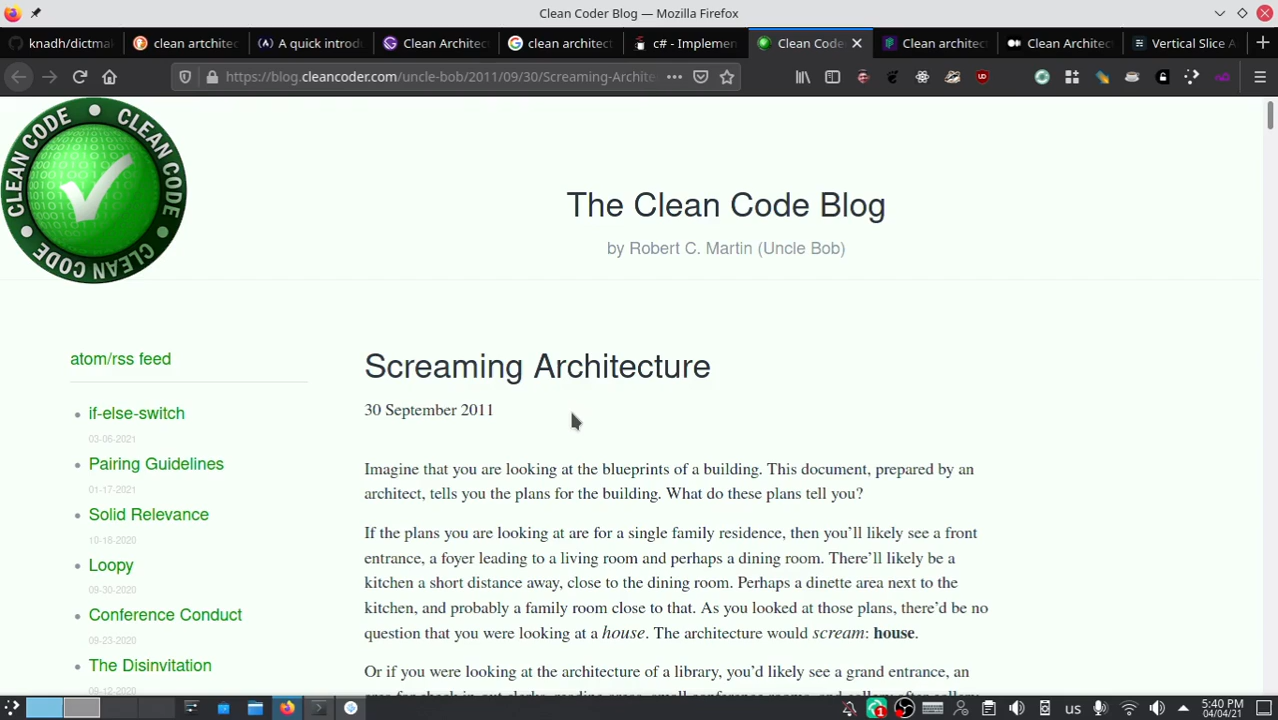 Clean Coder Blog — Mozilla Firefox
knadh/dictmak
clean artchitec
A quick introdu
Clean Architec
clean architect
c# - Implemen
Clean Code
Clean architec
Clean Architec
Vertical Slice A
https://blog.cleancoder.com/uncle-bob/2011/09/30/Screaming-Archite
CLEAN CODE
CLEAN CODE
CLEAN CODE
The Clean Code Blog
by Robert C. Martin (Uncle Bob)
atom/rss feed
if-else-switch
03-06-2021
Pairing Guidelines
01-17-2021
Solid Relevance
10-18-2020
Loopy
09-30-2020
Conference Conduct
09-23-2020
The Disinvitation
09-12-2020
Screaming Architecture
30 September 2011
Imagine that you are looking at the blueprints of a building. This document, prepared by an
architect, tells you the plans for the building. What do these plans tell you?
If the plans you are looking at are for a single family residence, then you’ll likely see a front
entrance, a foyer leading to a living room and perhaps a dining room. There’ll likely be a
kitchen a short distance away, close to the dining room. Perhaps a dinette area next to the
kitchen, and probably a family room close to that. As you looked at those plans, there’d be no
question that you were looking at a house. The architecture would scream: house.
Or if you were looking at the architecture of a library, you’d likely see a grand entrance, an
us
5:40 PM
04/04/21